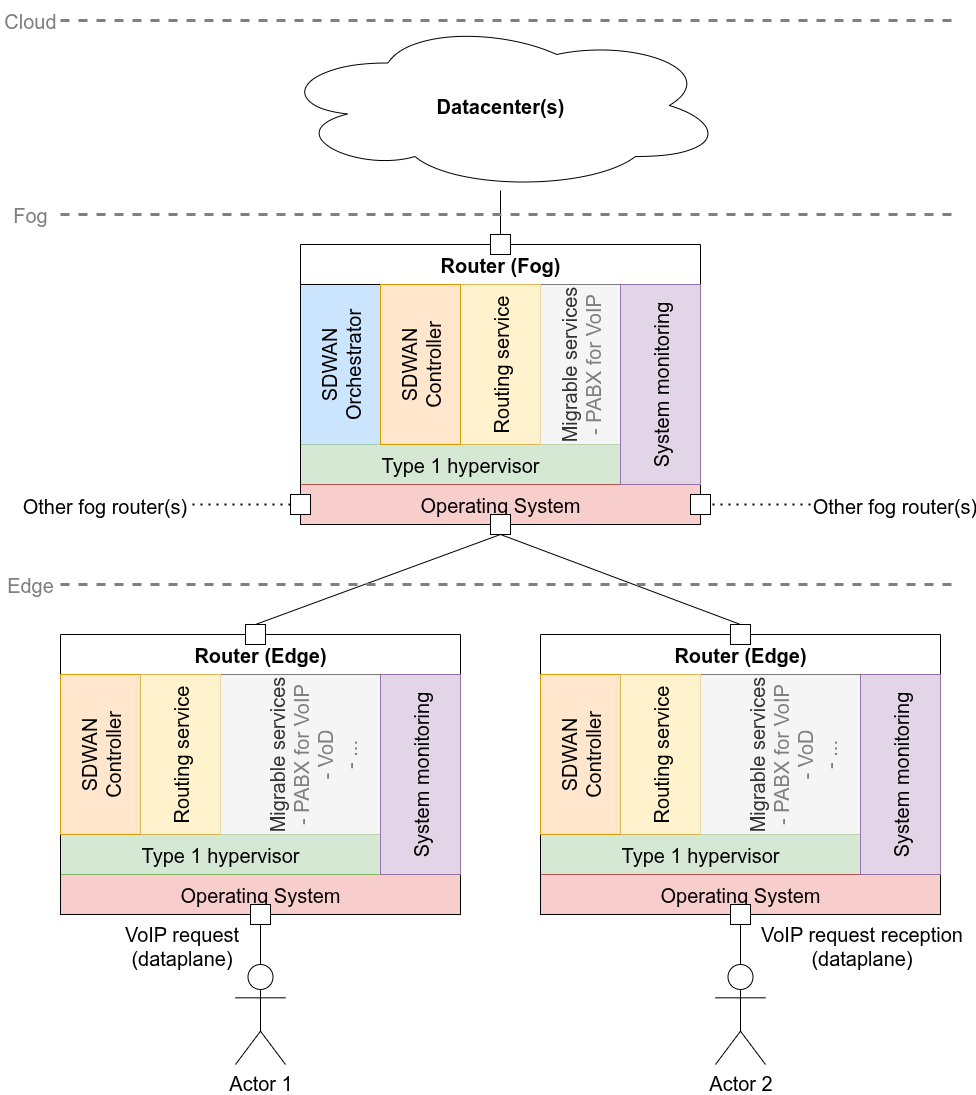 Cloud
Datacenter(s)
Fog
Router (Fog)
SDWAN
Orchestrator
SDWAN
Controller
Routing service
Migrable services
- PABX for VoIP
System monitoring
Type 1 hypervisor
Other fog router(s)
Operating System
Other fog router(s)
Edge
Router (Edge)
SDWAN
Controller
Routing service
Migrable services
- PABX for VoIP
- VoD
- ...
System monitoring
Type 1 hypervisor
Operating System
Router (Edge)
SDWAN
Controller
Routing service
Migrable services
- PABX for VoIP
- VoD
- ...
System monitoring
Type 1 hypervisor
Operating System
VoIP request
(dataplane)
VoIP request reception
(dataplane)
Actor 1
Actor 2